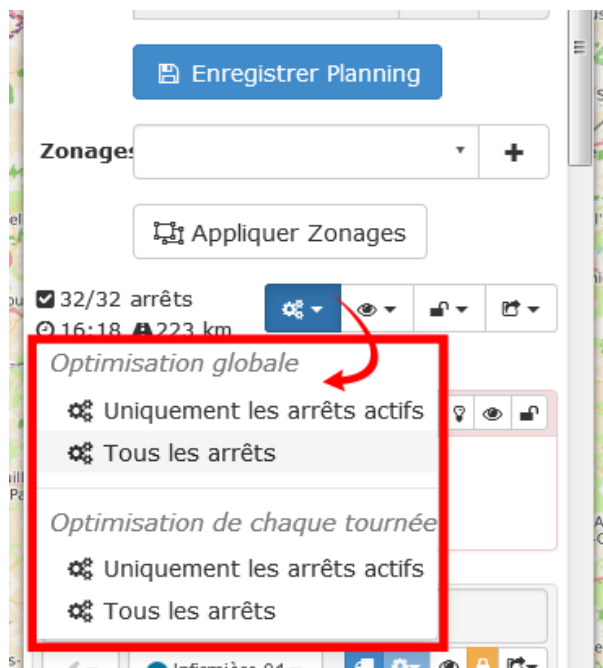 Enregistrer Planning
Zonages
Appliquer Zonages
32/32 arrêts
16:18 223 km
Optimisation globale
Uniquement les arrêts actifs
Tous les arrêts
Optimisation de chaque tournée
Uniquement les arrêts actifs
Tous les arrêts